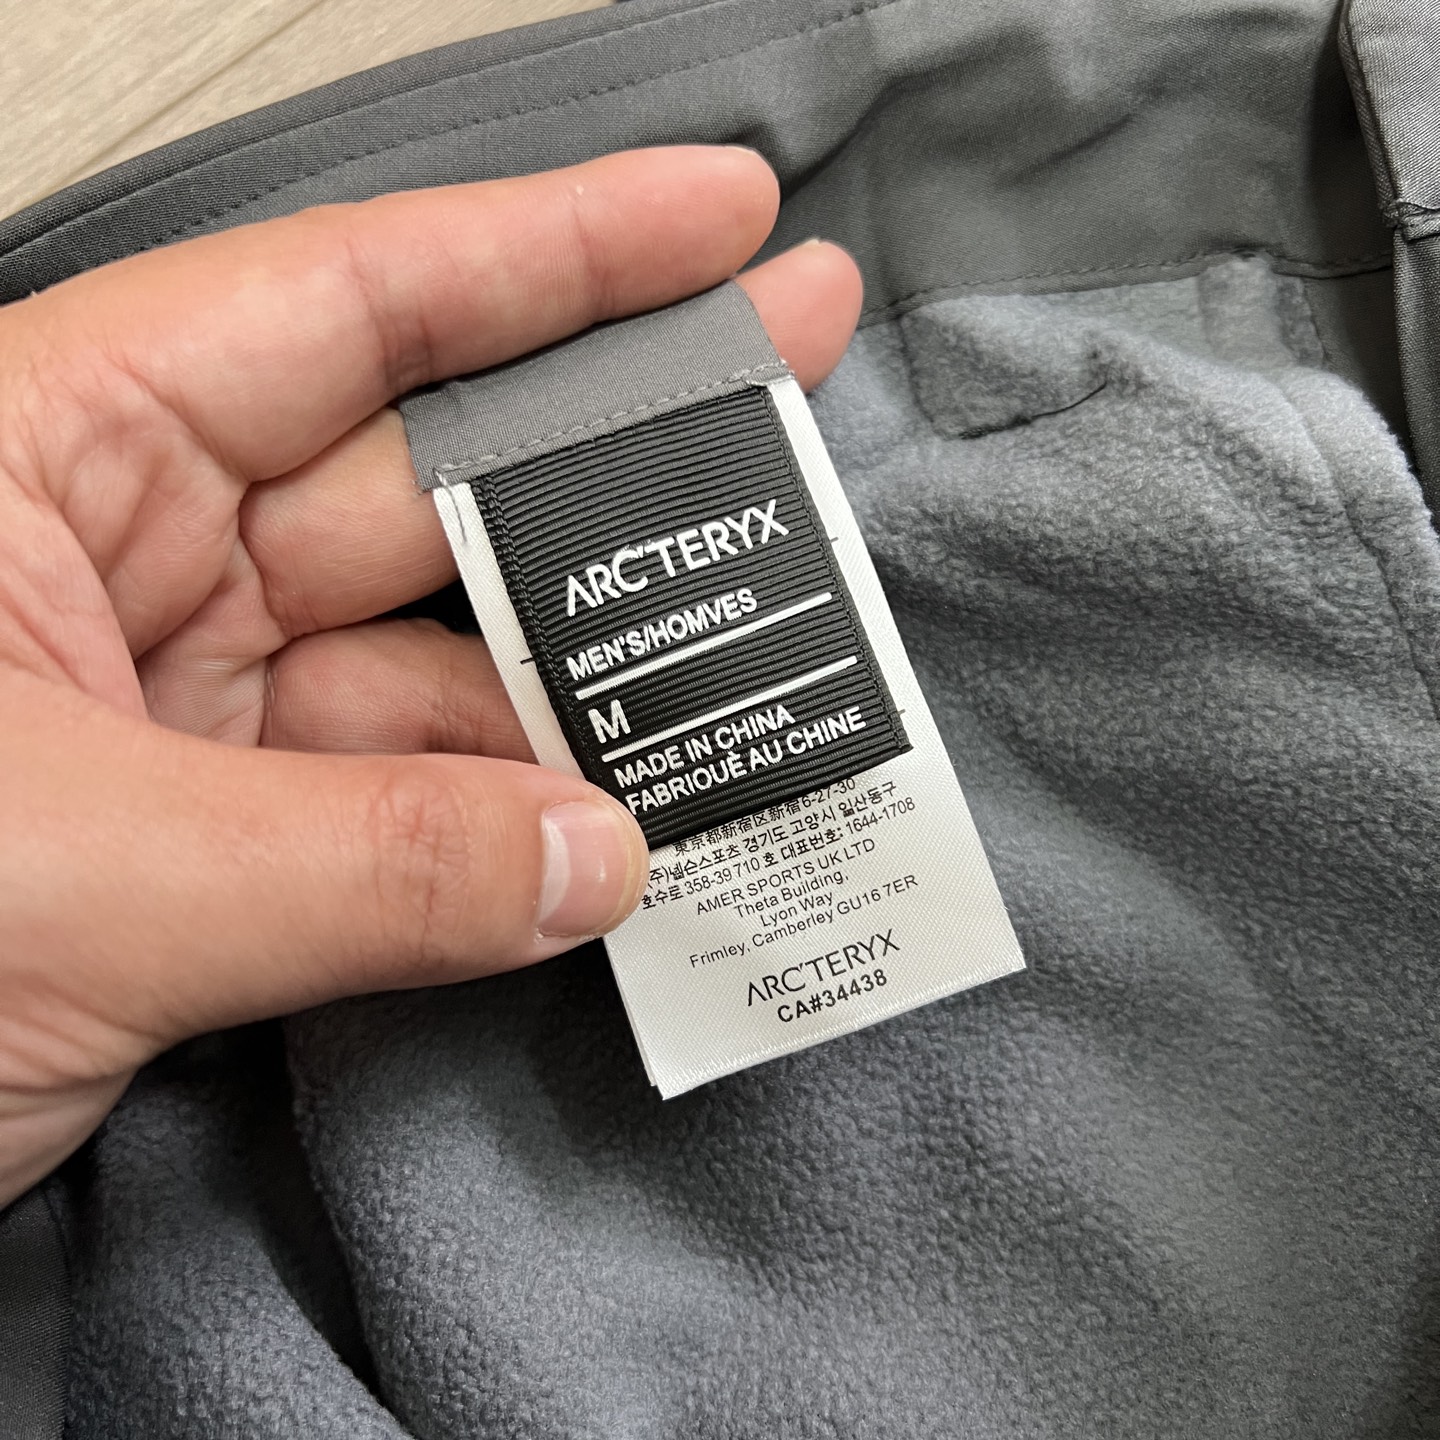 ARC'TERYX
MEN'S/HOMVES
M
MADE IN CHINA
FABRIQUÈ AU CHINE
東京都新宿区新宿6-27-30
주)넬슨스포츠 경기도 고양시 일산동구
호수로 358-39 710 호 대표번호: 1644-1708
AMER SPORTS UK LTD
Theta Building,
Lyon Way
Frimley, Camberley GU16 7ER
ARC'TERYX
CA#34438